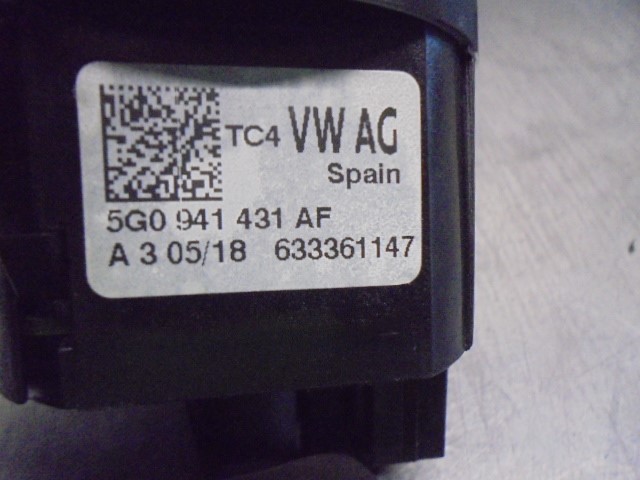 TC4 VW AG
Spain
5G0 941 431 AF
A 3 05/18 633361147